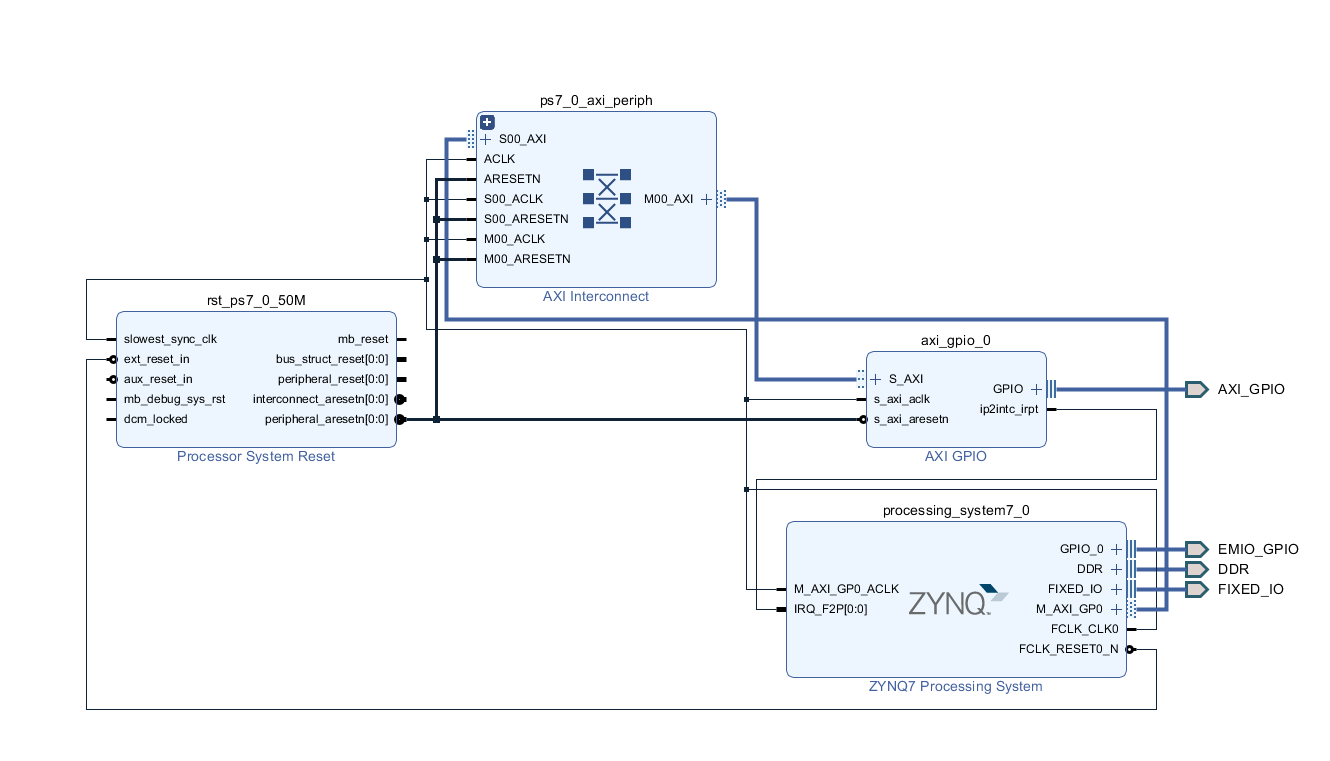 ps7_0_axi_periph
S00_AXI
ACLK
ARESETN
S00_ACLK
M00_AXI
S00_ARESETN
M00_ACLK
M00_ARESETN
AXI Interconnect
rst_ps7_0_50M
slowest_sync_clk
mb_reset
ext_reset_in
bus_struct_reset[0:0]
aux_reset_in
peripheral_reset[0:0]
mb_debug_sys_rst
interconnect_aresetn[0:0]
dcm_locked
peripheral_aresetn[0:0]
Processor System Reset
axi_gpio_0
S_AXI
GPIO
s_axi_aclk
ip2intc_irpt
s_axi_aresetn
AXI GPIO
AXI_GPIO
processing_system7_0
GPIO_0
DDR
M_AXI_GP0_ACLK
FIXED_IO
IRQ_F2P[0:0]
M_AXI_GP0
ZYNQ
FCLK_CLK0
FCLK_RESET0_N
ZYNQ7 Processing System
EMIO_GPIO
DDR
FIXED_IO